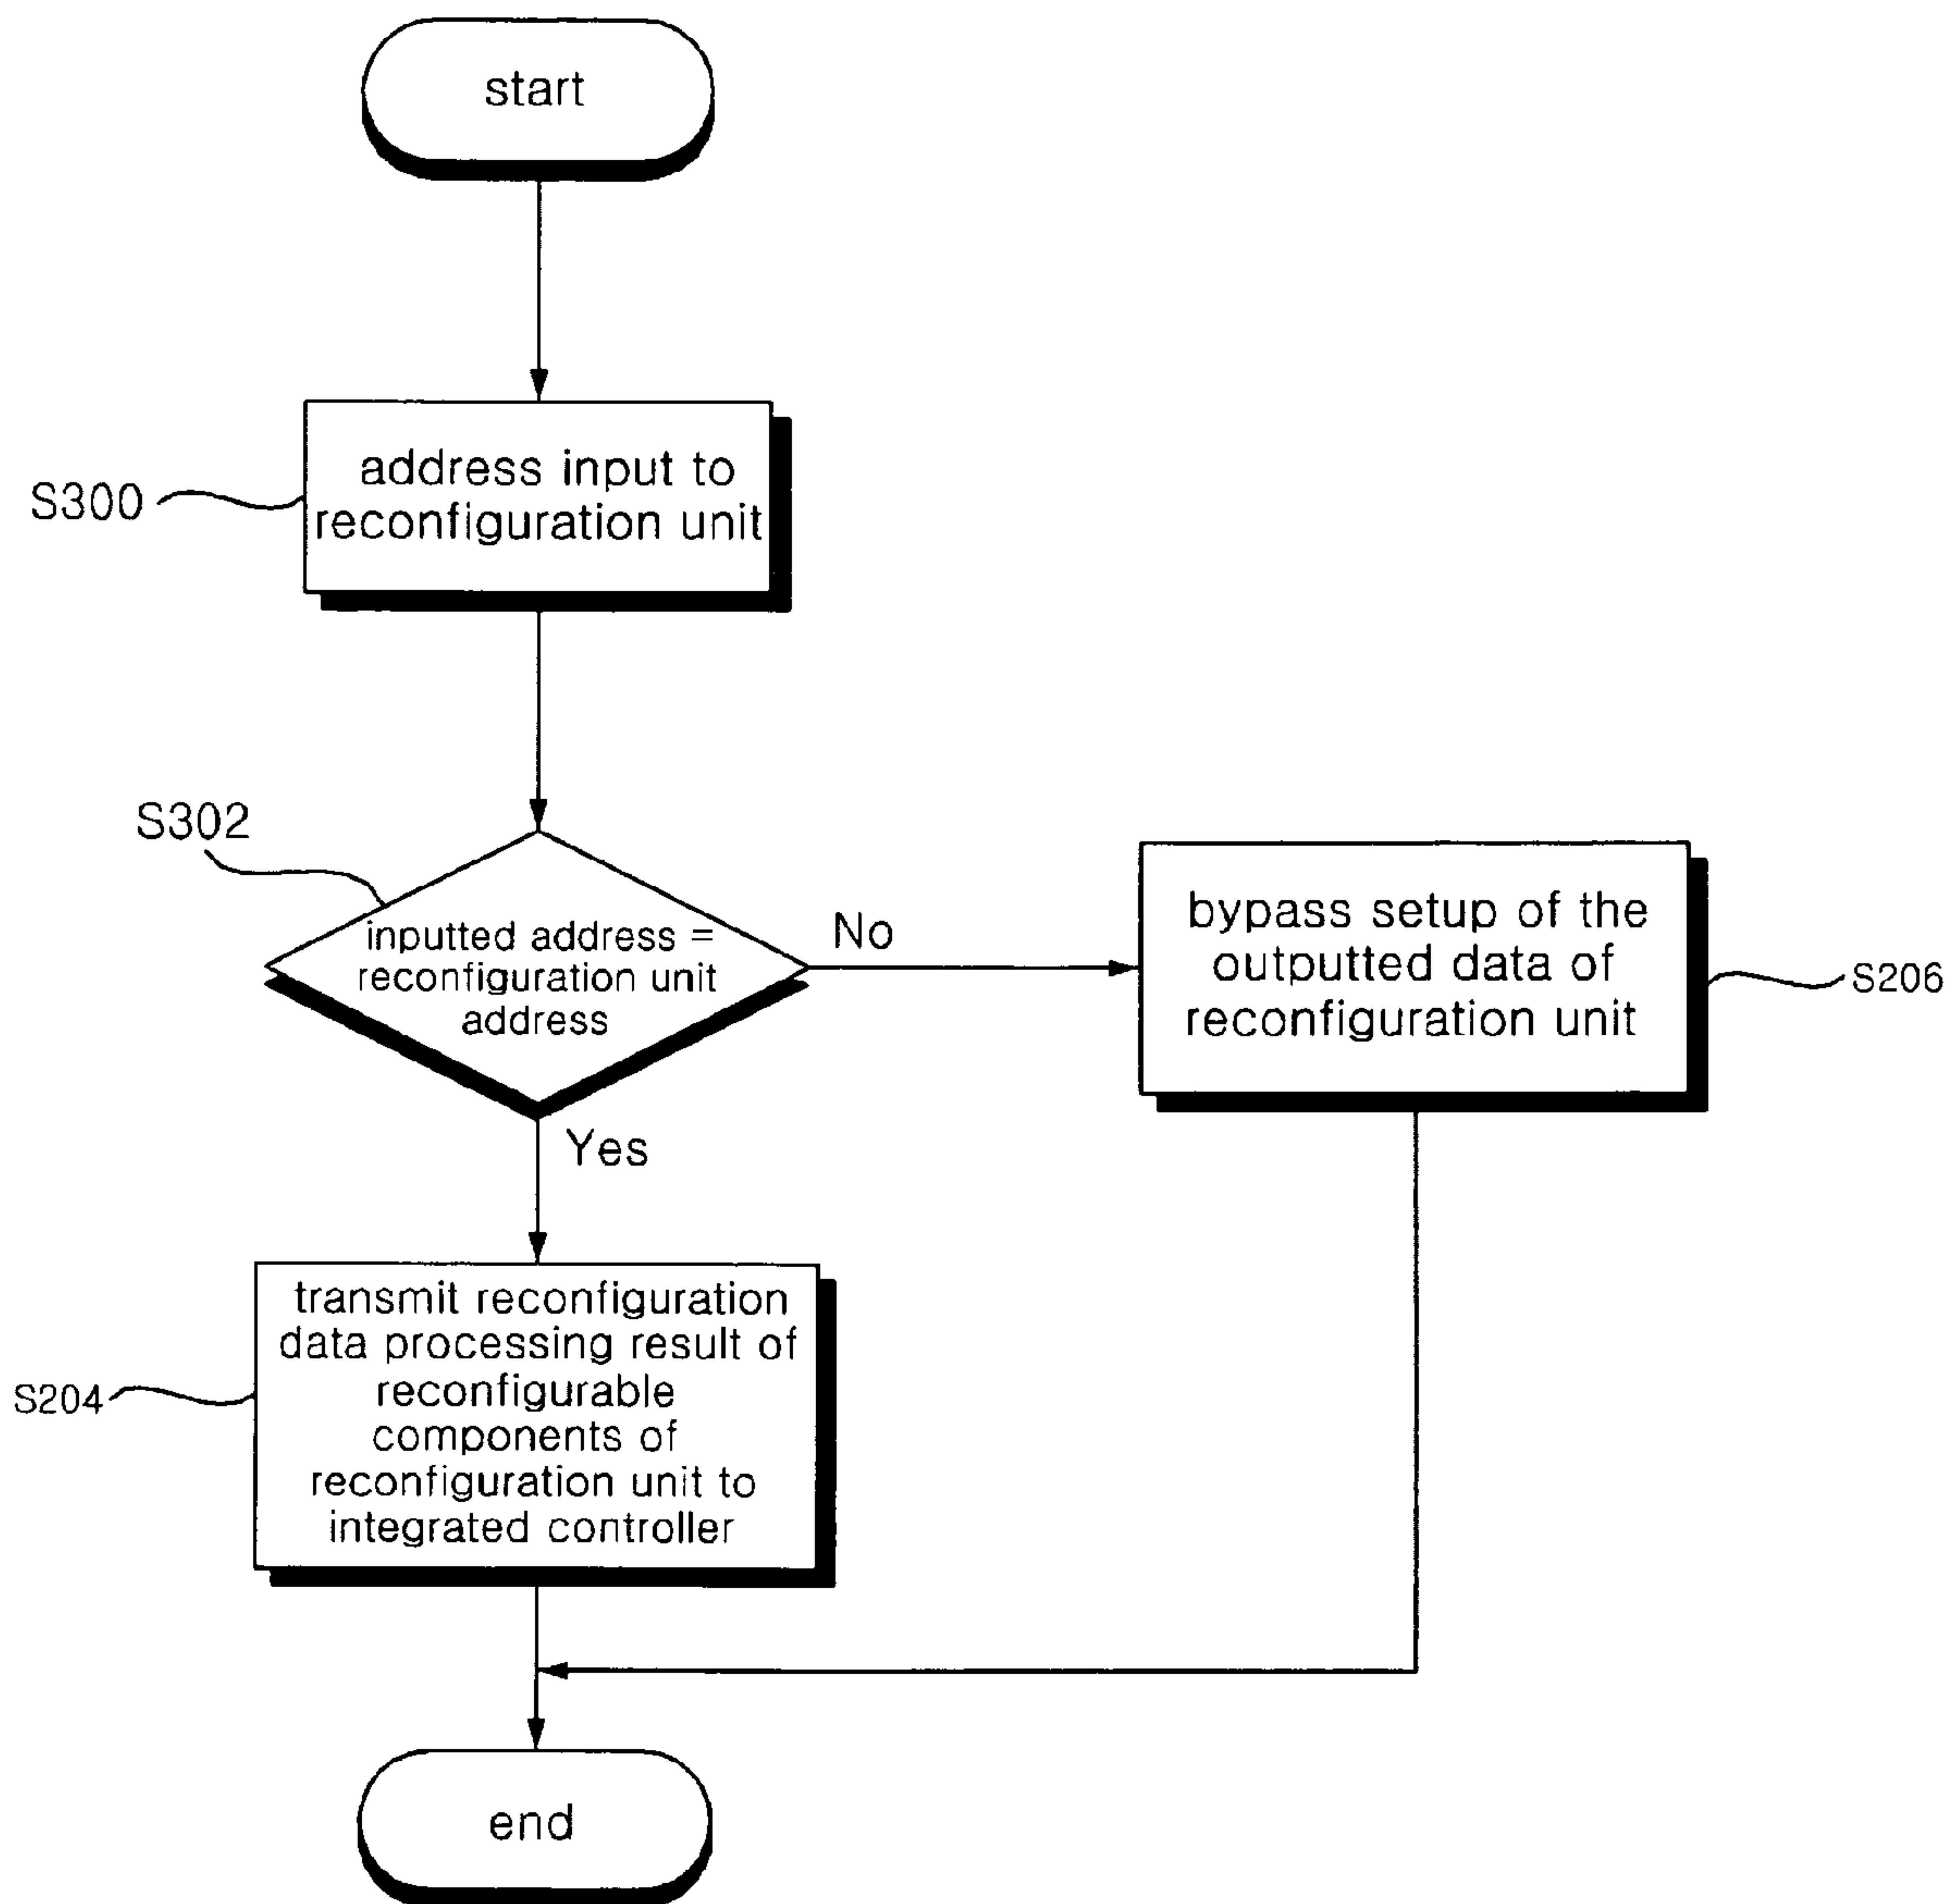 start
S300
address input to
reconfiguration unit
S302
inputted address =
reconfiguration unit
address
No
bypass setup of the
outputted data of
reconfiguration unit
S206
Yes
S204
transmit reconfiguration
data processing result of
reconfigurable
components of
reconfiguration unit to
integrated controller
end